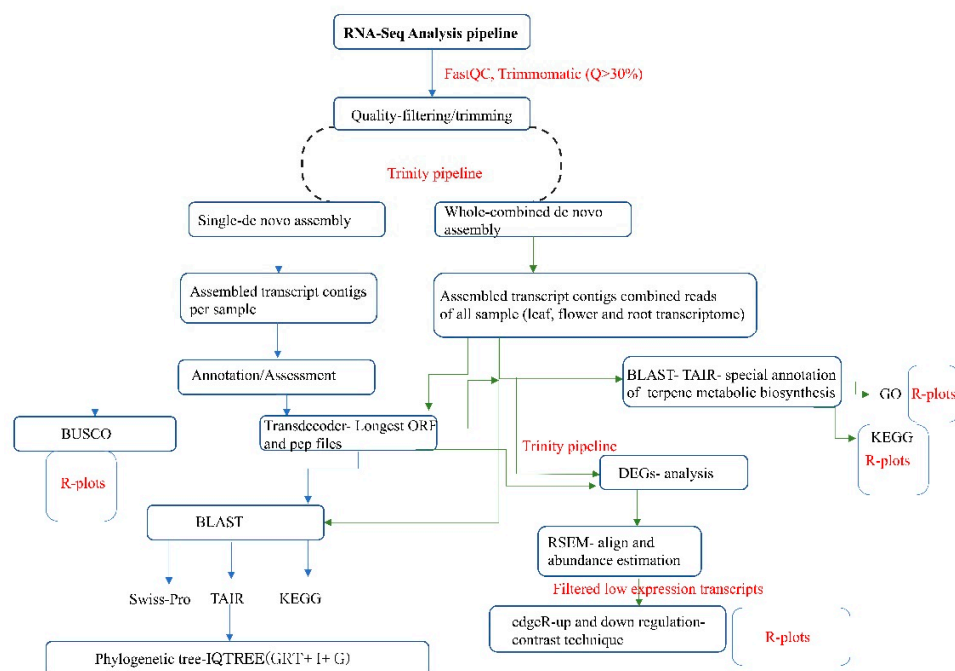 RNA-Seq Analysis pipeline
FastQC, Trimmomatic (Q>30%)
Quality-filtering/trimming
Trinity pipeline
Single-de novo assembly
Whole-combined de novo
assembly
Assembled transcript contigs
per sample
Assembled transcript contigs combined reads
of all sample (leaf, flower and root transcriptome)
Annotation/Assessment
BLAST- TAIR- special annotation
of terpene metabolic biosynthesis
GO
R-plots
BUSCO
Transdecoder- Longest ORF
and pep files
KEGG
R-plots
Trinity pipeline
R-plots
DEGs- analysis
BLAST
RSEM- align and
abundance estimation
Swiss-Pro
TAIR
KEGG
Filtered low expression transcripts
edgeR-up and down regulation-
contrast technique
R-plots
Phylogenetic tree-IQTREE(GRT+ I+ G)